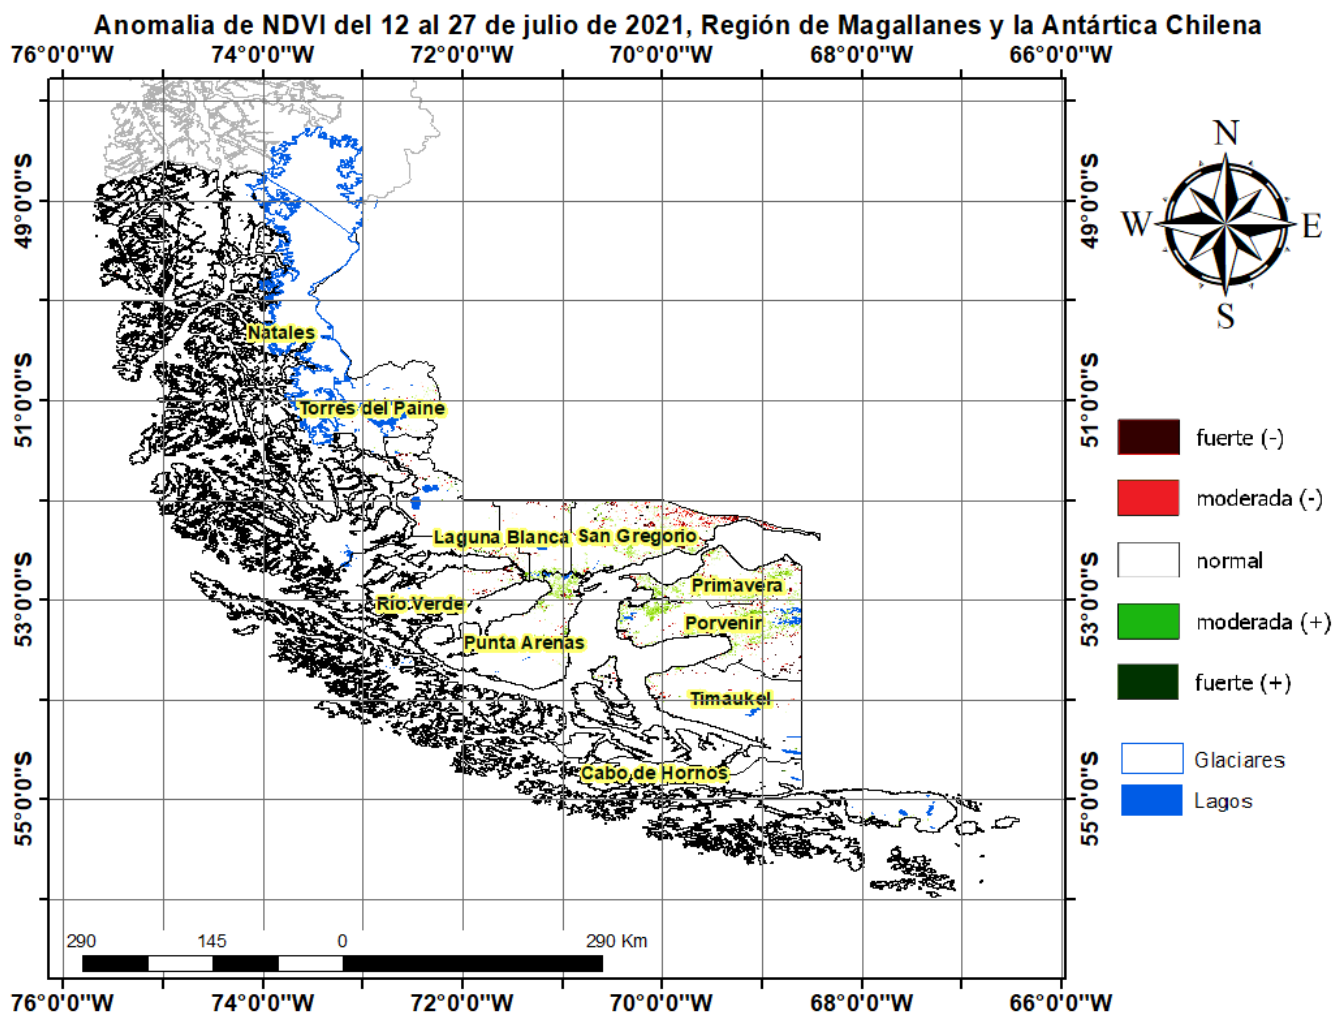 Anomalia de NDVI del 12 al 27 de julio de 2021, Región de Magallanes y la Antártica Chilena
76°0'0"W 74°0'0"W 72°0'0"W 70°0'0"W 68°0'0"W 66°0'0"W
N
W E
S
49°0'0"S 49°0'0"S
Natales
51°0'0"S 51°0'0"S
Torres del Paine
fuerte (-)
moderada (-)
normal
moderada (+)
fuerte (+)
Glaciares
Lagos
Laguna Blanca San Gregorio
Primavera
53°0'0"S 53°0'0"S
Río Verde
Porvenir
Punta Arenas
Timaukel
Cabo de Hornos
55°0'0"S 55°0'0"S
290 145 0 290 Km
76°0'0"W 74°0'0"W 72°0'0"W 70°0'0"W 68°0'0"W 66°0'0"W